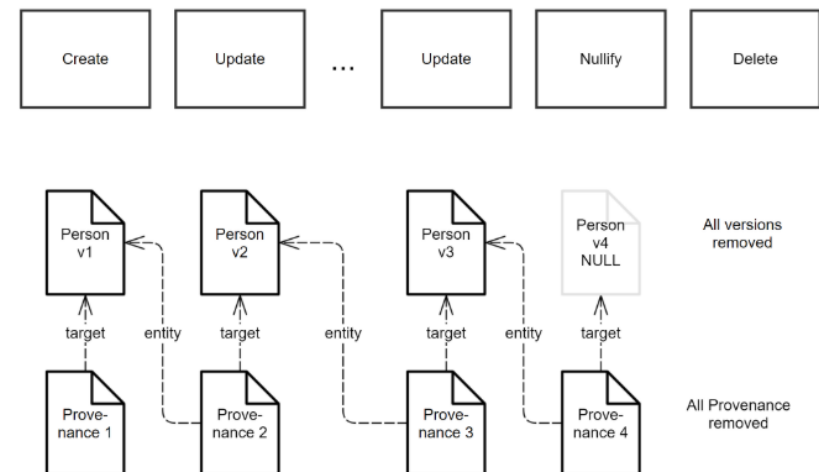 Create
Update
...
Update
Nullify
Delete
Person
v1
Person
v2
Person
v3
Person
v4
NULL
All versions
removed
target
entity
target
entity
target
entity
target
Prove-
nance 1
Prove-
nance 2
Prove-
nance 3
Prove-
nance 4
All Provenance
removed